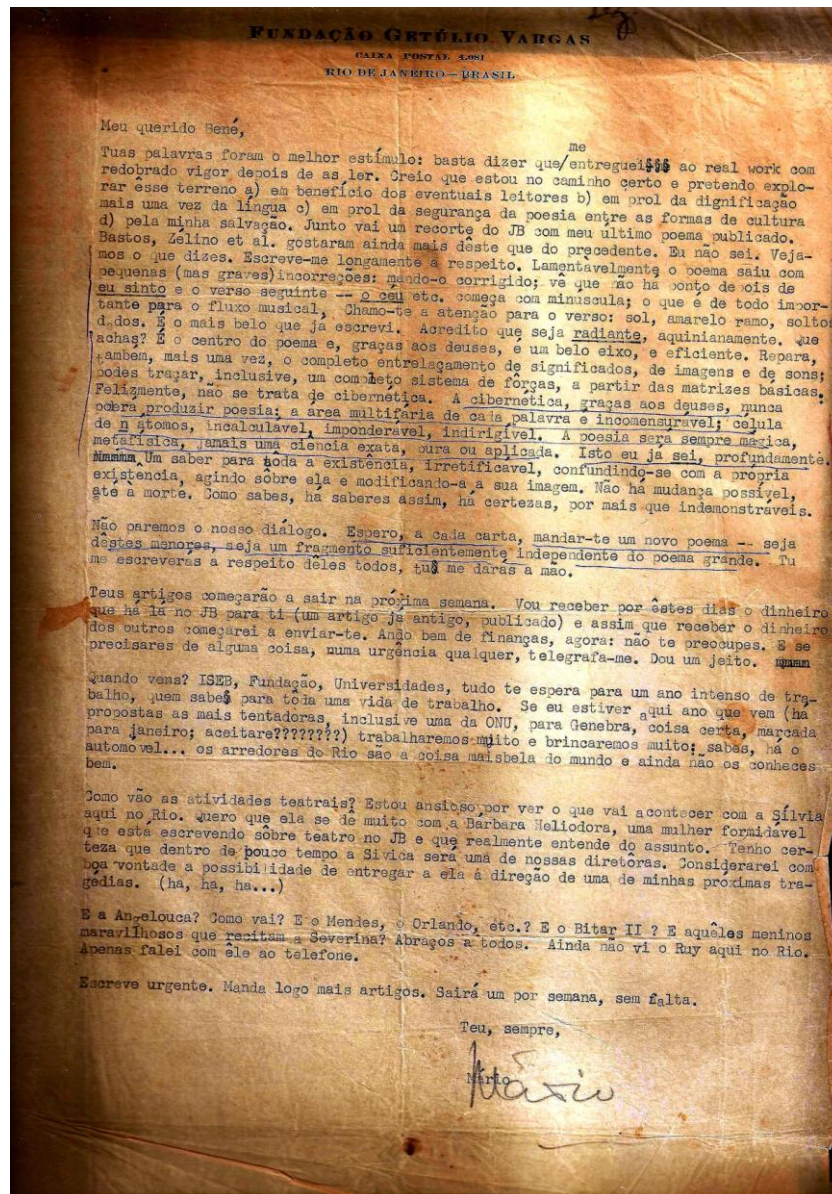 FUNDAÇÃO GETÚLIO VARGAS
CAIXA POSTAL 4.081
RIO DE JANEIRO — BRASIL
Meu querido Bené,
me
Tuas palavras foram o melhor estímulo: basta dizer que/entreguei$$$ ao real work com
redobrado vigor depois de as ler. Creio que estou no caminho certo e pretendo explo-
rar êsse terreno a) em benefício dos eventuais leitores b) em prol da dignificação
mais uma vez da língua c) em prol da segurança da poesia entre as formas de cultura
d) pela minha salvação. Junto vai um recorte do JB com meu último poema publicado.
Bastos, Zelino et al. gostaram ainda mais dêste que do precedente. Eu não sei. Veja-
mos o que dizes. Escreve-me longamente a respeito. Lamentàvelmente o poema saiu com
pequenas (mas graves)incorreções: mando-o corrigido; vê que não há ponto depois de
eu sinto e o verso seguinte -- o céu etc. começa com minuscula; o que é de todo impor-
tante para o fluxo musical, Chamo-te a atenção para o verso: sol, amarelo ramo, soltos
dados. É o mais belo que ja escrevi. Acredito que seja radiante, aquinianamente. Que
achas? É o centro do poema e, graças aos deuses, é um belo eixo, e eficiente. Repara,
tambem, mais uma vez, o completo entrelaçamento de significados, de imagens e de sons;
podes traçar, inclusive, um completo sistema de forças, a partir das matrizes básicas.
Felizmente, não se trata de cibernética. A cibernética, graças aos deuses, nunca
poderá produzir poesia: a área multifária de cada palavra é incomensuravel; celula
de n átomos, incalculavel, imponderável, indirigível. A poesia sera sempre mágica,
metafísica, jamais uma ciencia exata, pura ou aplicada. Isto eu já sei, profundamente.
Um saber para tôda a existência, irretificavel, confundindo-se com a própria
existência, agindo sôbre ela e modificando-a a sua imagem. Não há mudança possível,
até a morte. Como sabes, há saberes assim, há certezas, por mais que indemonstráveis.
Não paremos o nosso diálogo. Espero, a cada carta, mandar-te um novo poema -- seja
dêstes menores, seja um fragmento suficientemente independente do poema grande. Tu
me escreveras a respeito dêles todos, tu$ me darás a mão.
Teus artigos começarão a sair na próxima semana. Vou receber por êstes dias o dinheiro
que há lá no JB para ti (um artigo já antigo, publicado) e assim que receber o dinheiro
dos outros começarei a enviar-te. Ando bem de finanças, agora: não te preocupes. E se
precisares de alguma coisa, numa urgência qualquer, telegrafa-me. Dou um jeito.
Quando vens? ISEB, Fundação, Universidades, tudo te espera para um ano intenso de tra-
balho, quem sabe$ para tôda uma vida de trabalho. Se eu estiver aqui ano que vem (há
propostas as mais tentadoras, inclusive uma da ONU, para Genebra, coisa certa, marcada
para janeiro; aceitare????????) trabalharemos muito e brincaremos muito: sabes, há o
automóvel... os arredores do Rio são a coisa maisbela do mundo e ainda não os conheces
bem.
Como vão as atividades teatrais? Estou ansioso por ver o que vai acontecer com a Sílvia
aqui no Rio. Quero que ela se dê muito com a Bárbara Heliodora, uma mulher formidável
que está escrevendo sôbre teatro no JB e que realmente entende do assunto. Tenho cer-
teza que dentro de pouco tempo a Sivica será uma de nossas diretôras. Considerarei com
boa vontade a possibilidade de entregar a ela a direção de uma de minhas próximas tra-
gédias. (ha, ha, ha...)
E a Angelouca? Como vai? E o Mendes, o Orlando, etc.? E o Bitar II ? E aquêles meninos
maravlihosos que recitam a Severina? Abraços a todos. Ainda não vi o Ruy aqui no Rio.
Apenas falei com êle ao telefone.
Escreve urgente. Manda logo mais artigos. Sairá um por semana, sem falta.
Teu, sempre,
Mário
Mário